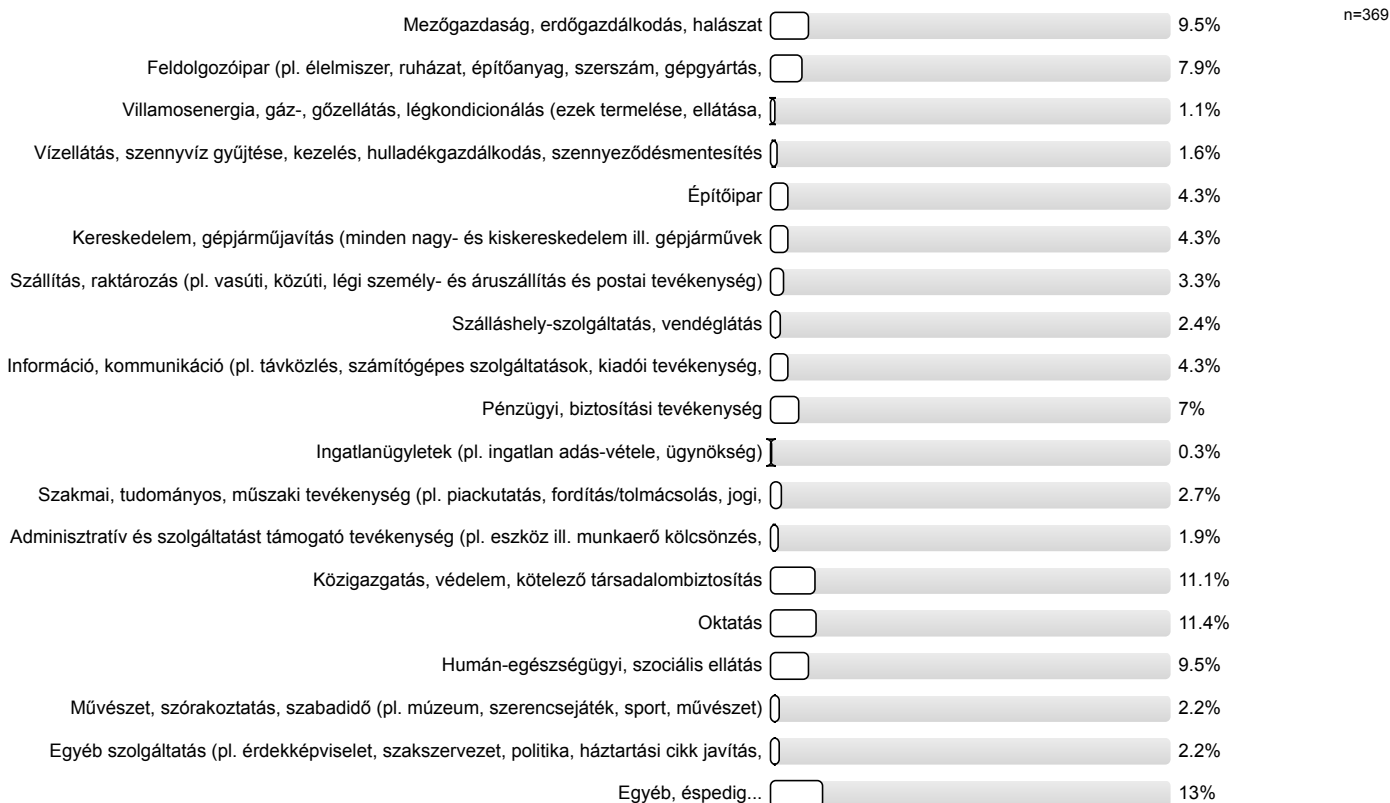 n=369
Mezőgazdaság, erdőgazdálkodás, halászat 9.5%
Feldolgozóipar (pl. élelmiszer, ruházat, építőanyag, szerszám, gépgyártás, 7.9%
Villamosenergia, gáz-, gőzellátás, légkondicionálás (ezek termelése, ellátása, 1.1%
Vízellátás, szennyvíz gyűjtése, kezelés, hulladékgazdálkodás, szennyeződésmentesítés 1.6%
Építőipar 4.3%
Kereskedelem, gépjárműjavítás (minden nagy- és kiskereskedelem ill. gépjárművek 4.3%
Szállítás, raktározás (pl. vasúti, közúti, légi személy- és áruszállítás és postai tevékenység) 3.3%
Szálláshely-szolgáltatás, vendéglátás 2.4%
Információ, kommunikáció (pl. távközlés, számítógépes szolgáltatások, kiadói tevékenység, 4.3%
Pénzügyi, biztosítási tevékenység 7%
Ingatlanügyletek (pl. ingatlan adás-vétele, ügynökség) 0.3%
Szakmai, tudományos, műszaki tevékenység (pl. piackutatás, fordítás/tolmácsolás, jogi, 2.7%
Adminisztratív és szolgáltatást támogató tevékenység (pl. eszköz ill. munkaerő kölcsönzés, 1.9%
Közigazgatás, védelem, kötelező társadalombiztosítás 11.1%
Oktatás 11.4%
Humán-egészségügyi, szociális ellátás 9.5%
Művészet, szórakoztatás, szabadidő (pl. múzeum, szerencsejáték, sport, művészet) 2.2%
Egyéb szolgáltatás (pl. érdekképviselet, szakszervezet, politika, háztartási cikk javítás, 2.2%
Egyéb, éspedig... 13%